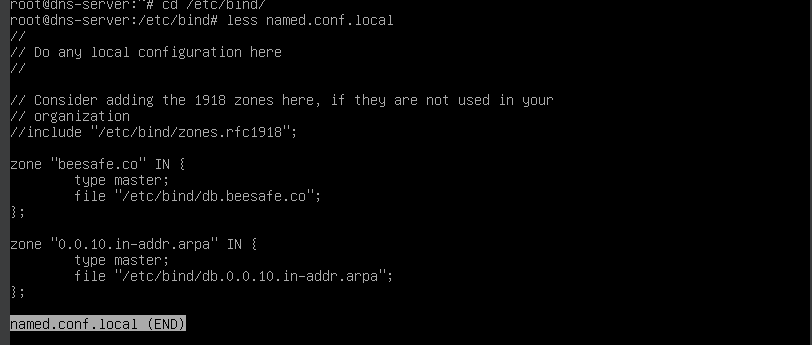 root@dns-server:~# cd /etc/bind/
root@dns-server:/etc/bind# less named.conf.local
//
// Do any local configuration here
//
// Consider adding the 1918 zones here, if they are not used in your
// organization
//include "/etc/bind/zones.rfc1918";
zone "beesafe.co" IN {
        type master;
        file "/etc/bind/db.beesafe.co";
};
zone "0.0.10.in-addr.arpa" IN {
        type master;
        file "/etc/bind/db.0.0.10.in-addr.arpa";
};
named.conf.local (END)